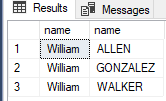 Results Messages
name name
1 William ALLEN
2 William GONZALEZ
3 William WALKER